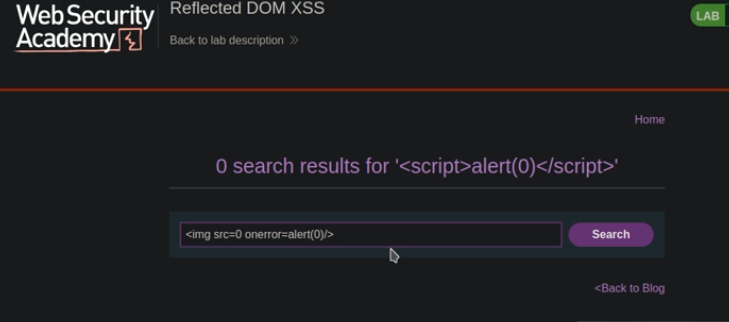 Web Security
Academy
Reflected DOM XSS
Back to lab description
LAB
Home
0 search results for '<script>alert(0)</script>'
<img src=0 onerror=alert(0)/>
Search
<Back to Blog